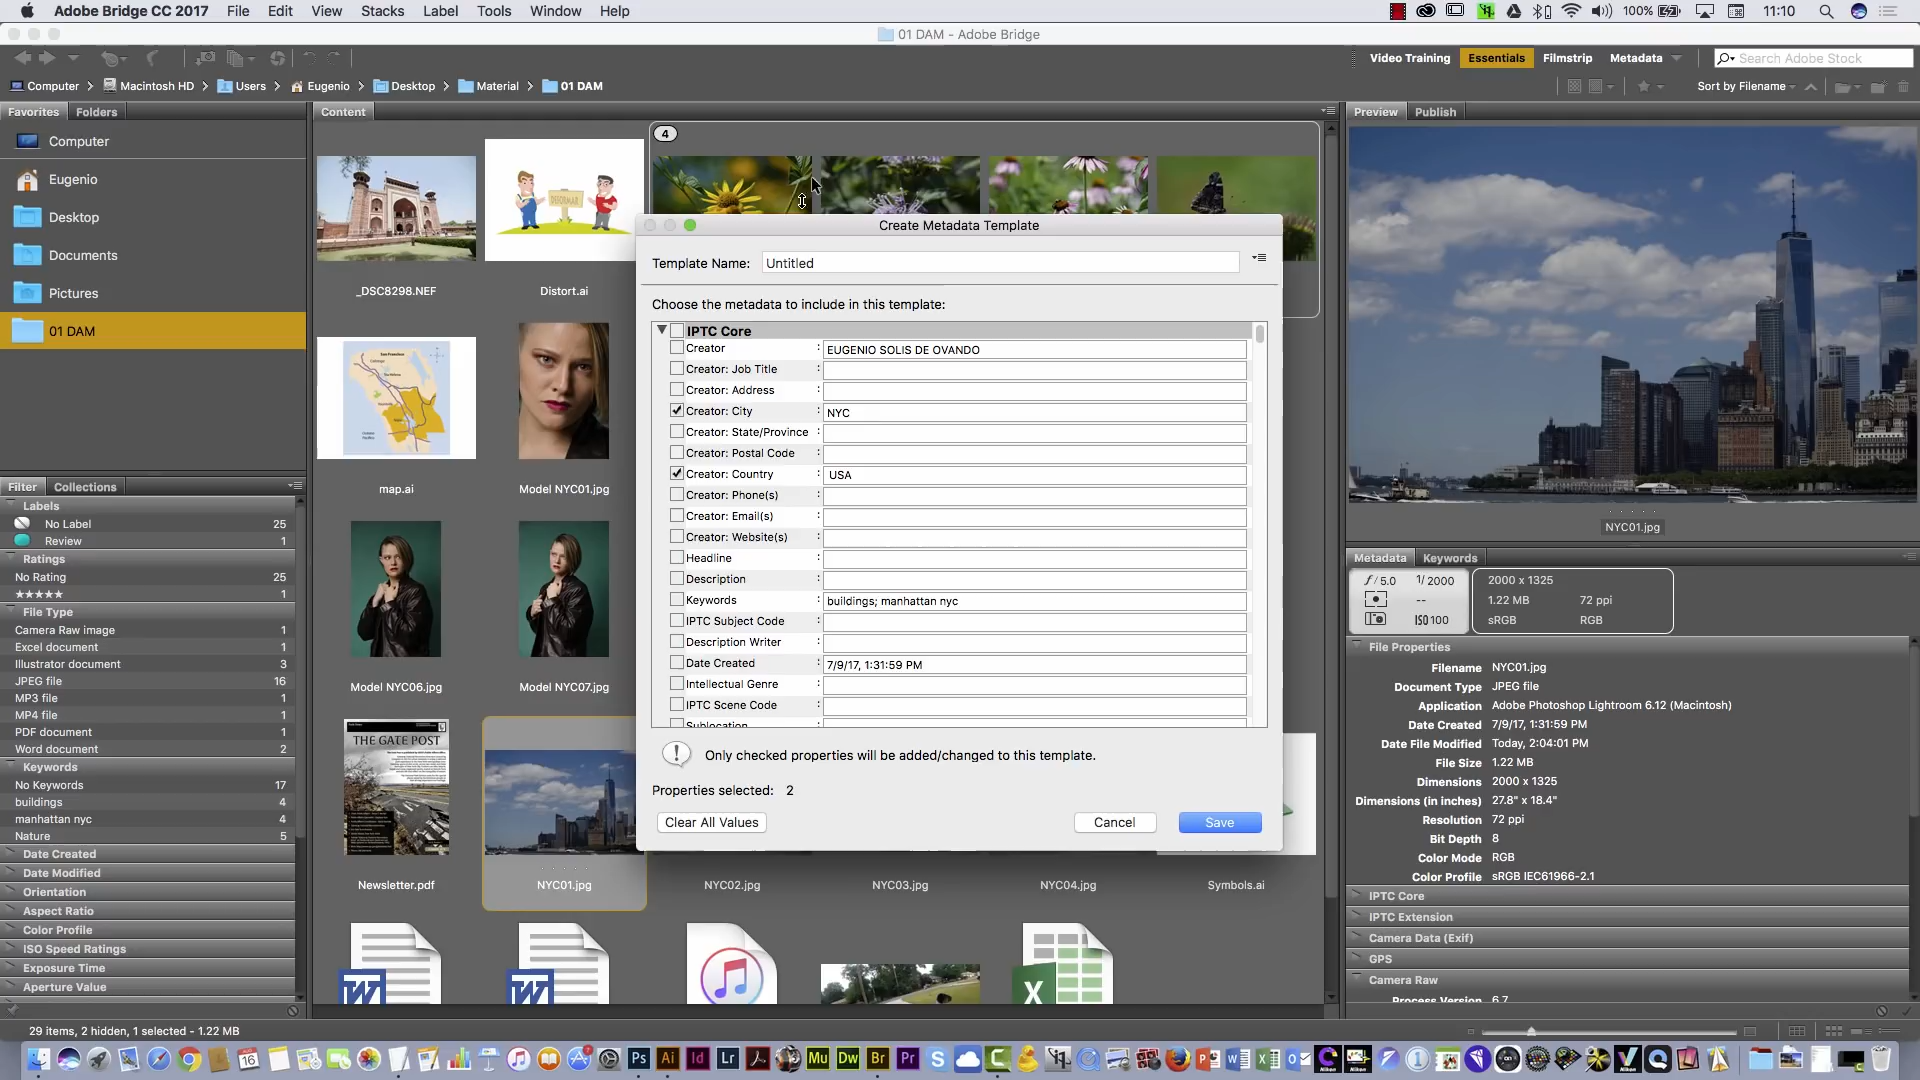 Adobe Bridge CC 2017 File Edit View Stacks Label Tools Window Help 100% 11:10
01 DAM - Adobe Bridge
Video Training Essentials Filmstrip Metadata Search Adobe Stock
Computer Macintosh HD Users Eugenio Desktop Material 01 DAM Sort by Filename
Favorites Folders
Computer
Eugenio
Desktop
Documents
Pictures
01 DAM
Content
4
_DSC8298.NEF
Distort.ai
map.ai
Model NYC01.jpg
Model NYC06.jpg
Model NYC07.jpg
THE GATE POST
Newsletter.pdf
NYC01.jpg
NYC02.jpg
NYC03.jpg
NYC04.jpg
Symbols.ai
Filter Collections
Labels
No Label 25
Review 1
Ratings
No Rating 25
★★★★★ 1
File Type
Camera Raw image 1
Excel document 1
Illustrator document 3
JPEG file 16
MP3 file 1
MP4 file 1
PDF document 1
Word document 2
Keywords
No Keywords 17
buildings 4
manhattan nyc 4
Nature 5
Date Created
Date Modified
Orientation
Aspect Ratio
Color Profile
ISO Speed Ratings
Exposure Time
Aperture Value
29 items, 2 hidden, 1 selected - 1.22 MB
Create Metadata Template
Template Name: Untitled
Choose the metadata to include in this template:
IPTC Core
Creator : EUGENIO SOLIS DE OVANDO
Creator: Job Title :
Creator: Address :
Creator: City : NYC
Creator: State/Province :
Creator: Postal Code :
Creator: Country : USA
Creator: Phone(s) :
Creator: Email(s) :
Creator: Website(s) :
Headline :
Description :
Keywords : buildings; manhattan nyc
IPTC Subject Code :
Description Writer :
Date Created : 7/9/17, 1:31:59 PM
Intellectual Genre :
IPTC Scene Code :
Sublocation :
Only checked properties will be added/changed to this template.
Properties selected: 2
Clear All Values Cancel Save
Preview Publish
NYC01.jpg
Metadata Keywords
f/5.0 1/2000
--
ISO100
2000 x 1325
1.22 MB 72 ppi
sRGB RGB
File Properties
Filename NYC01.jpg
Document Type JPEG file
Application Adobe Photoshop Lightroom 6.12 (Macintosh)
Date Created 7/9/17, 1:31:59 PM
Date File Modified Today, 2:04:01 PM
File Size 1.22 MB
Dimensions 2000 x 1325
Dimensions (in inches) 27.8" x 18.4"
Resolution 72 ppi
Bit Depth 8
Color Mode RGB
Color Profile sRGB IEC61966-2.1
IPTC Core
IPTC Extension
Camera Data (Exif)
GPS
Camera Raw
Process Version 6.7
W W X
16 Ps Ai Id Lr Mu Dw Br Pr